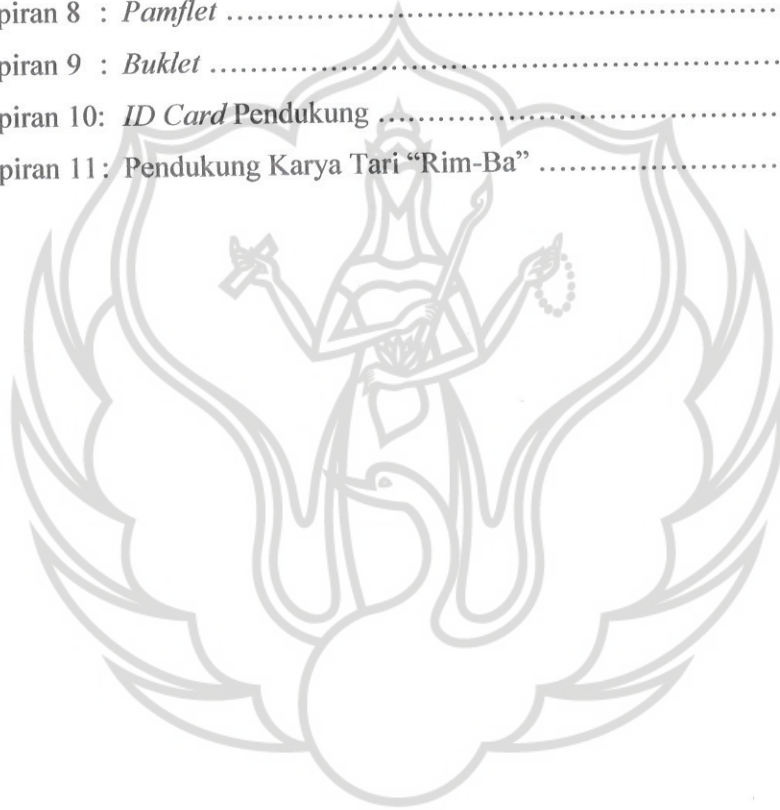 piran 8 : Pamflet ........................................................
piran 9 : Buklet ..........................................................
piran 10: ID Card Pendukung .......................................
piran 11: Pendukung Karya Tari “Rim-Ba” .......................